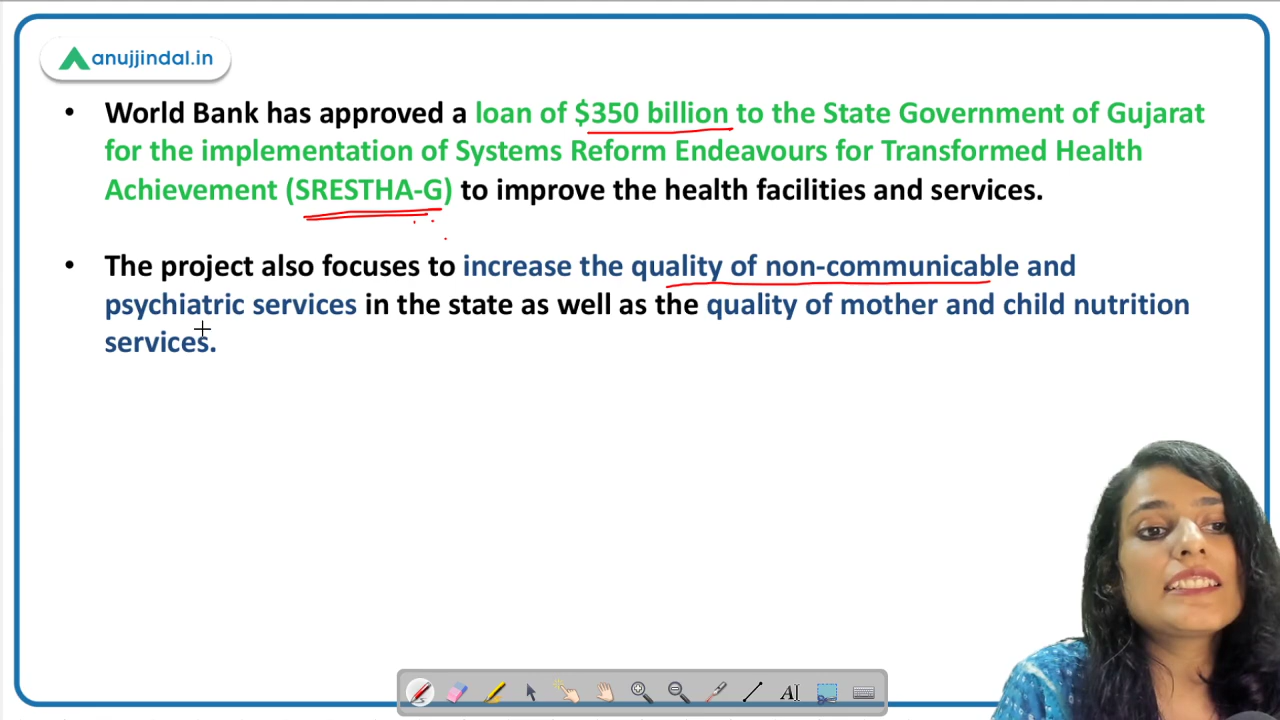 anujjindal.in
• World Bank has approved a loan of $350 billion to the State Government of Gujarat
for the implementation of Systems Reform Endeavours for Transformed Health
Achievement (SRESTHA-G) to improve the health facilities and services.
• The project also focuses to increase the quality of non-communicable and
psychiatric services in the state as well as the quality of mother and child nutrition
services.
AI